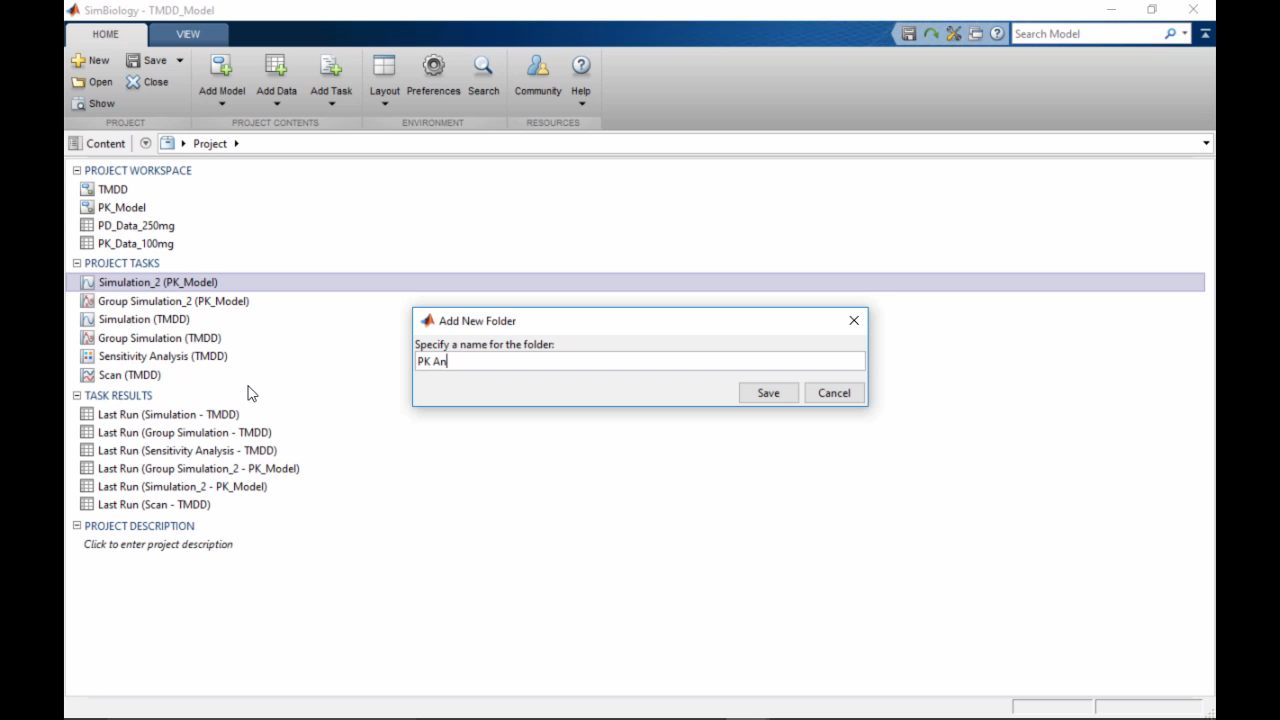 SimBiology - TMDD_Model
HOME VIEW
Search Model
New Save
Open Close
Show
Add Model Add Data Add Task
Layout Preferences Search
Community Help
PROJECT PROJECT CONTENTS ENVIRONMENT RESOURCES
Content Project
PROJECT WORKSPACE
TMDD
PK_Model
PD_Data_250mg
PK_Data_100mg
PROJECT TASKS
Simulation_2 (PK_Model)
Group Simulation_2 (PK_Model)
Simulation (TMDD)
Group Simulation (TMDD)
Sensitivity Analysis (TMDD)
Scan (TMDD)
TASK RESULTS
Last Run (Simulation - TMDD)
Last Run (Group Simulation - TMDD)
Last Run (Sensitivity Analysis - TMDD)
Last Run (Group Simulation_2 - PK_Model)
Last Run (Simulation_2 - PK_Model)
Last Run (Scan - TMDD)
PROJECT DESCRIPTION
Click to enter project description
Add New Folder
Specify a name for the folder:
PK An
Save Cancel